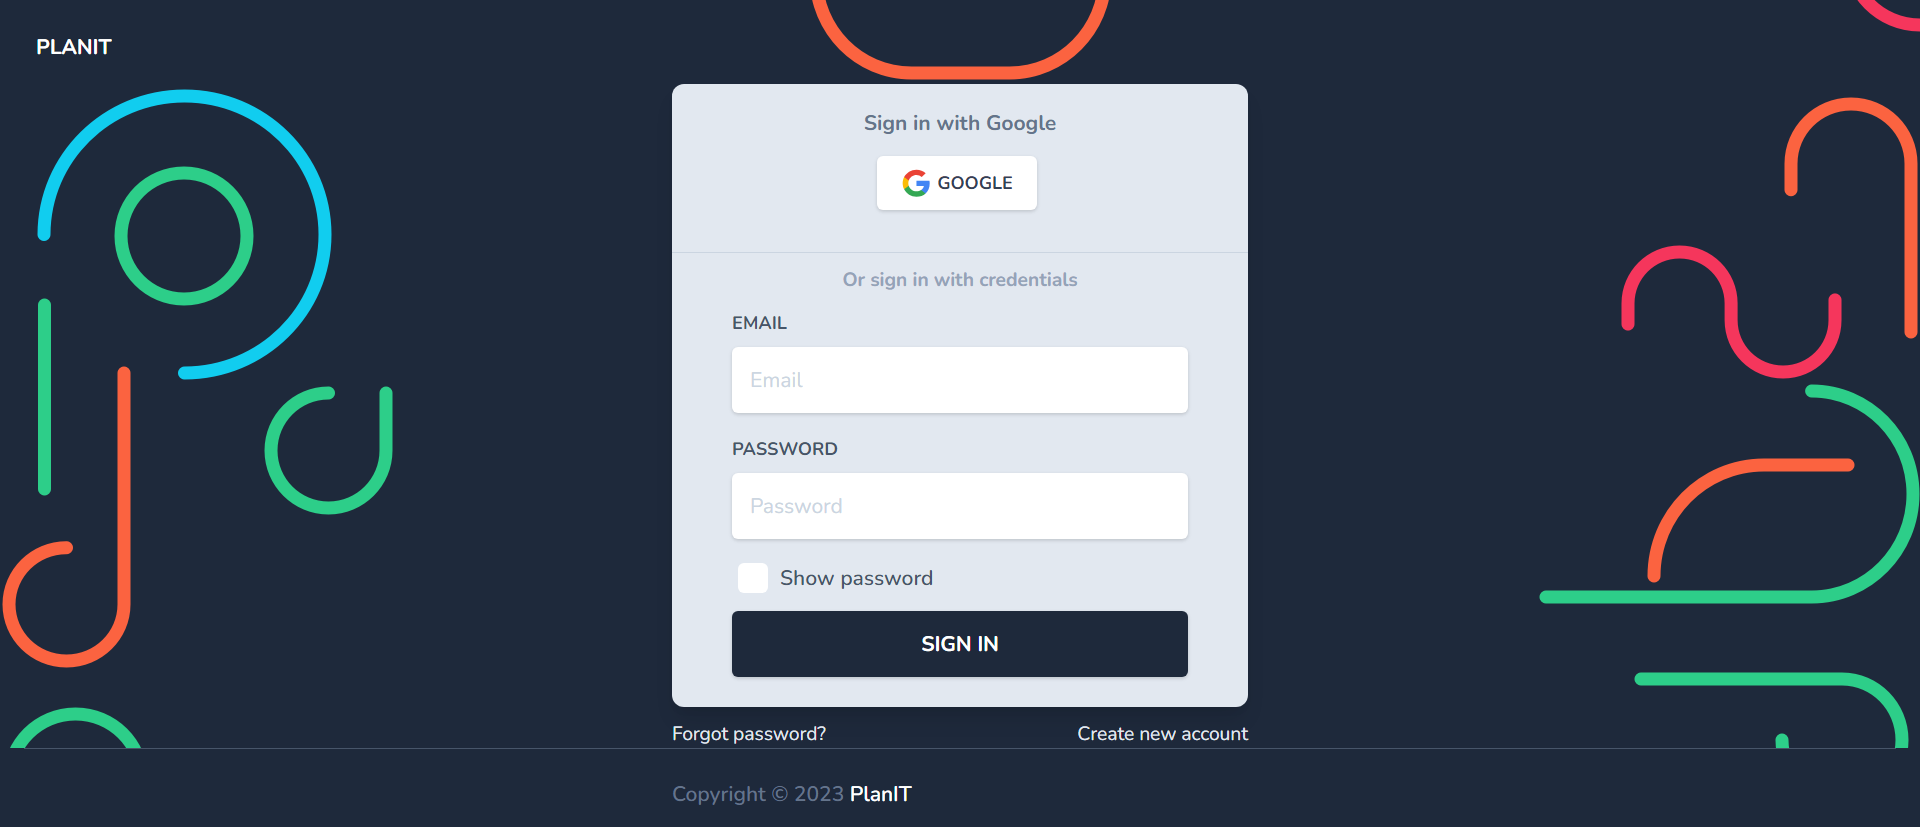 PLANIT
Sign in with Google
GOOGLE
Or sign in with credentials
EMAIL
Email
PASSWORD
Password
Show password
SIGN IN
Forgot password?
Create new account
Copyright © 2023 PlanIT